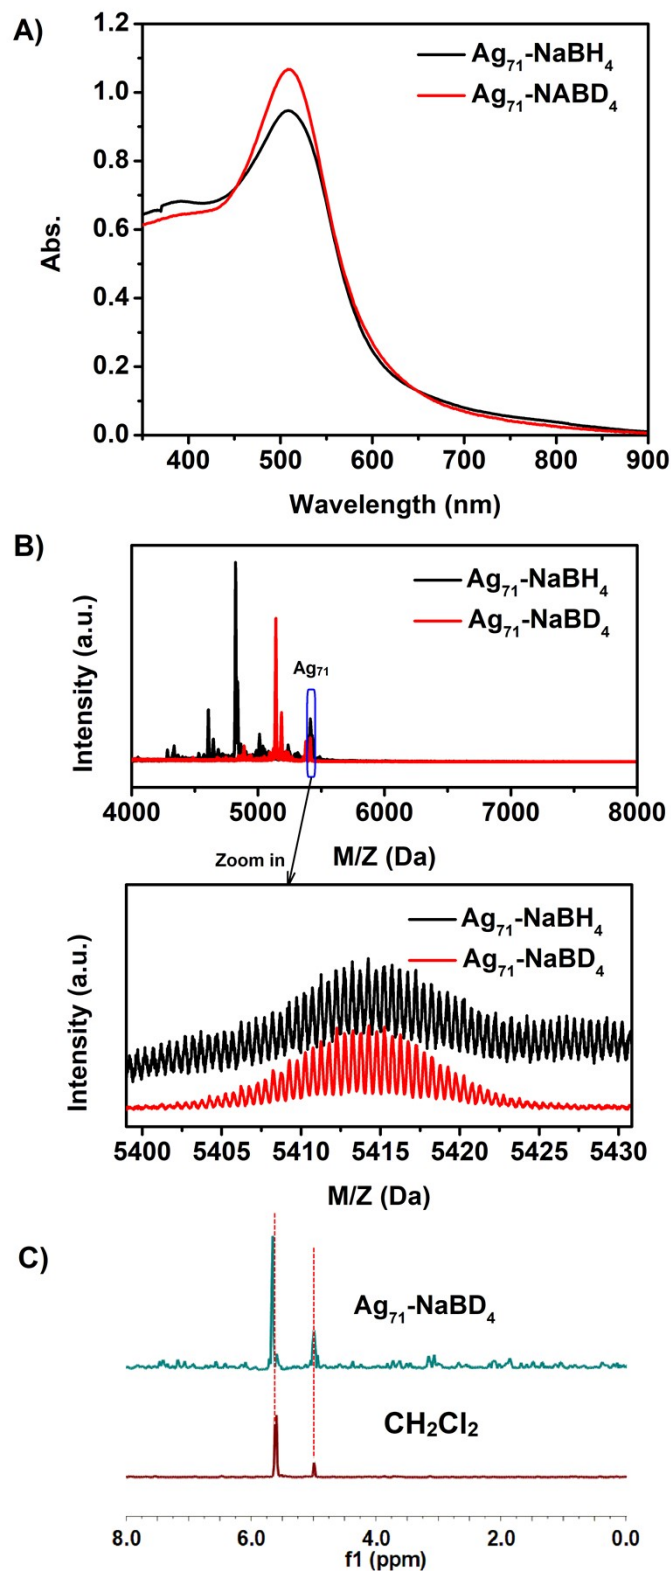 A)
1.2
1.0
0.8
0.6
0.4
0.2
0.0
Abs.
Ag₇₁-NaBH₄
Ag₇₁-NABD₄
400 500 600 700 800 900
Wavelength (nm)
B)
Intensity (a.u.)
Ag₇₁-NaBH₄
Ag₇₁-NaBD₄
Ag₇₁
4000 5000 6000 7000 8000
Zoom in
M/Z (Da)
Intensity (a.u.)
Ag₇₁-NaBH₄
Ag₇₁-NaBD₄
5400 5405 5410 5415 5420 5425 5430
M/Z (Da)
C)
Ag₇₁-NaBD₄
CH₂Cl₂
8.0 6.0 4.0 2.0 0.0
f1 (ppm)